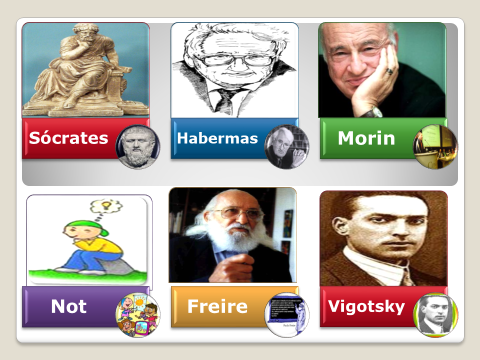 Sócrates
Habermas
Morin
Not
Freire
Vigotsky